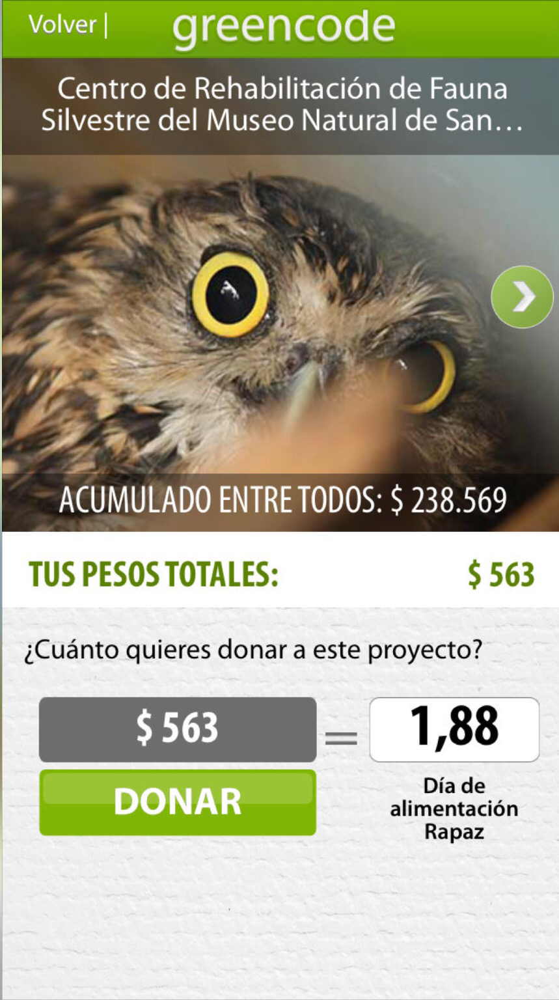 Volver |
greencode
Centro de Rehabilitación de Fauna
Silvestre del Museo Natural de San...
ACUMULADO ENTRE TODOS: $ 238.569
TUS PESOS TOTALES: $ 563
¿Cuánto quieres donar a este proyecto?
$ 563 = 1,88
DONAR
Día de
alimentación
Rapaz